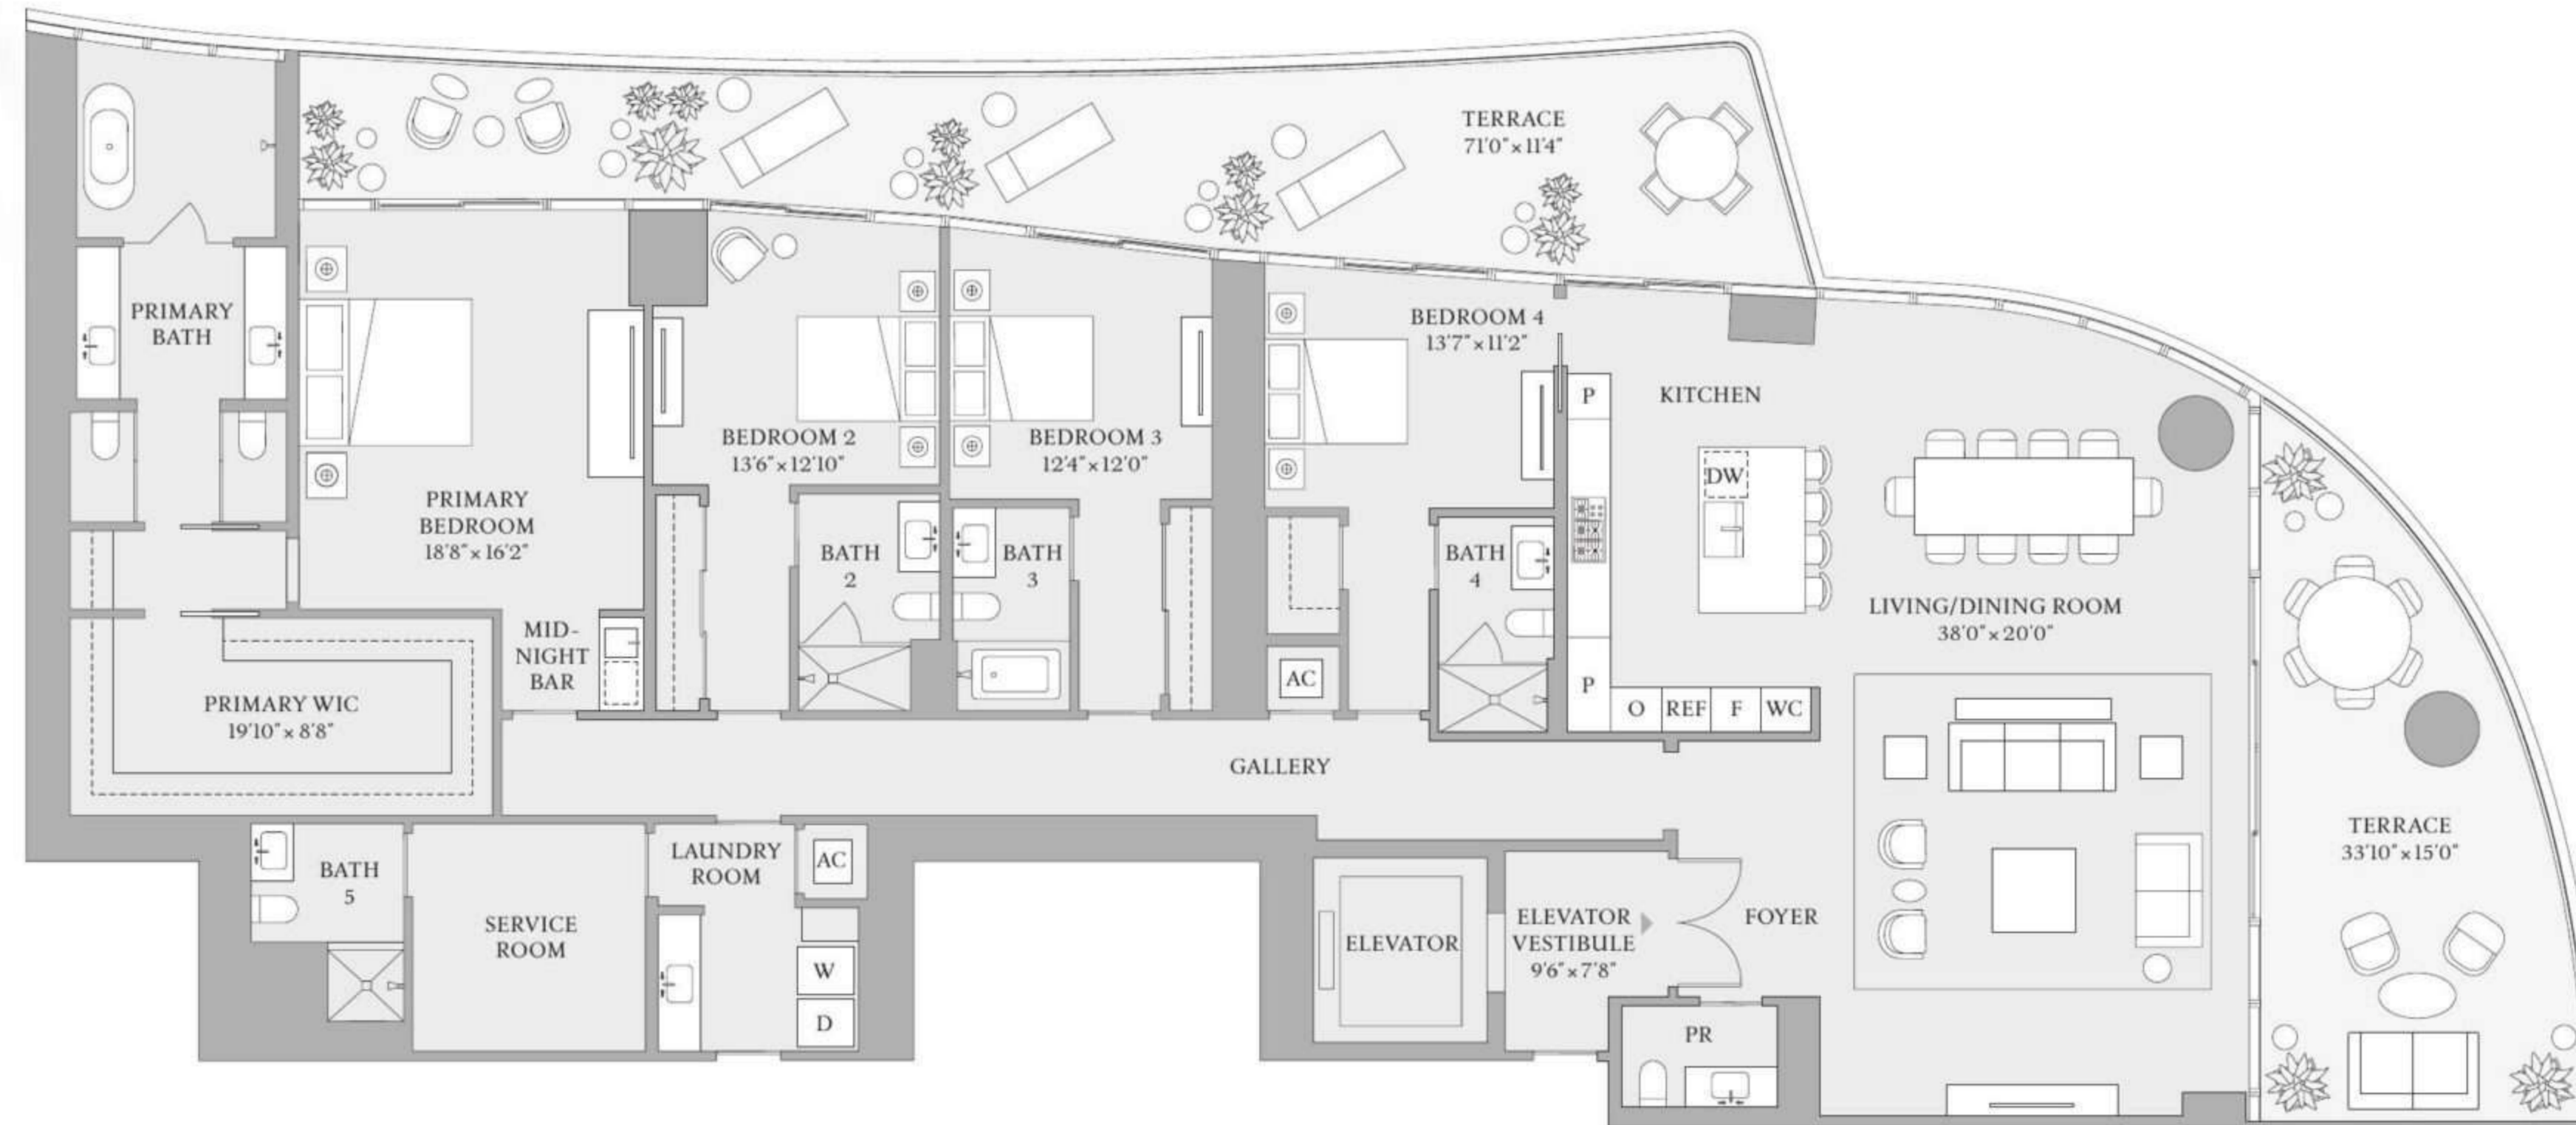 TERRACE
71'0" × 11'4"
PRIMARY
BATH
BEDROOM 4
13'7" × 11'2"
P
KITCHEN
BEDROOM 2
13'6" × 12'10"
BEDROOM 3
12'4" × 12'0"
DW
PRIMARY
BEDROOM
18'8" × 16'2"
BATH
2
BATH
3
BATH
4
LIVING/DINING ROOM
38'0" × 20'0"
MID-
NIGHT
BAR
AC
P
PRIMARY WIC
19'10" × 8'8"
O
REF
F
WC
GALLERY
TERRACE
33'10" × 15'0"
BATH
5
LAUNDRY
ROOM
AC
SERVICE
ROOM
ELEVATOR
ELEVATOR
VESTIBULE
9'6" × 7'8"
FOYER
W
D
PR